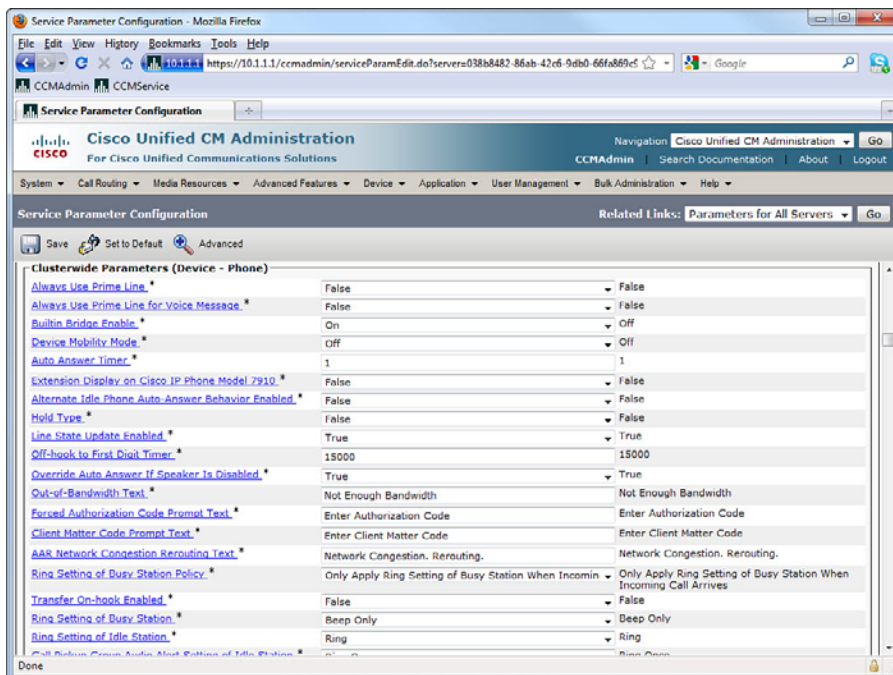 Service Parameter Configuration - Mozilla Firefox
File Edit View History Bookmarks Tools Help
10.1.1.1 https://10.1.1.1/ccmadmin/serviceParamEdit.do?server=038b8482-86ab-42c6-9db0-66fa869c5 Google
CCMAdmin CCMService
Service Parameter Configuration
cisco Cisco Unified CM Administration Navigation Cisco Unified CM Administration Go
For Cisco Unified Communications Solutions CCMAdmin | Search Documentation | About | Logout
System Call Routing Media Resources Advanced Features Device Application User Management Bulk Administration Help
Service Parameter Configuration Related Links: Parameters for All Servers Go
Save Set to Default Advanced
Clusterwide Parameters (Device - Phone)
Always Use Prime Line * False False
Always Use Prime Line for Voice Message * False False
Builtin Bridge Enable * On Off
Device Mobility Mode * Off Off
Auto Answer Timer * 1 1
Extension Display on Cisco IP Phone Model 7910 * False False
Alternate Idle Phone Auto-Answer Behavior Enabled * False False
Hold Type * False False
Line State Update Enabled * True True
Off-hook to First Digit Timer * 15000 15000
Override Auto Answer If Speaker Is Disabled * True True
Out-of-Bandwidth Text * Not Enough Bandwidth Not Enough Bandwidth
Forced Authorization Code Prompt Text * Enter Authorization Code Enter Authorization Code
Client Matter Code Prompt Text * Enter Client Matter Code Enter Client Matter Code
AAR Network Congestion Rerouting Text * Network Congestion. Rerouting. Network Congestion. Rerouting.
Ring Setting of Busy Station Policy * Only Apply Ring Setting of Busy Station When Incomin Only Apply Ring Setting of Busy Station When
Incoming Call Arrives
Transfer On-hook Enabled * False False
Ring Setting of Busy Station * Beep Only Beep Only
Ring Setting of Idle Station * Ring Ring
Call Pickup Group Audio Alert Setting of Idle Station * Ring Once
Done